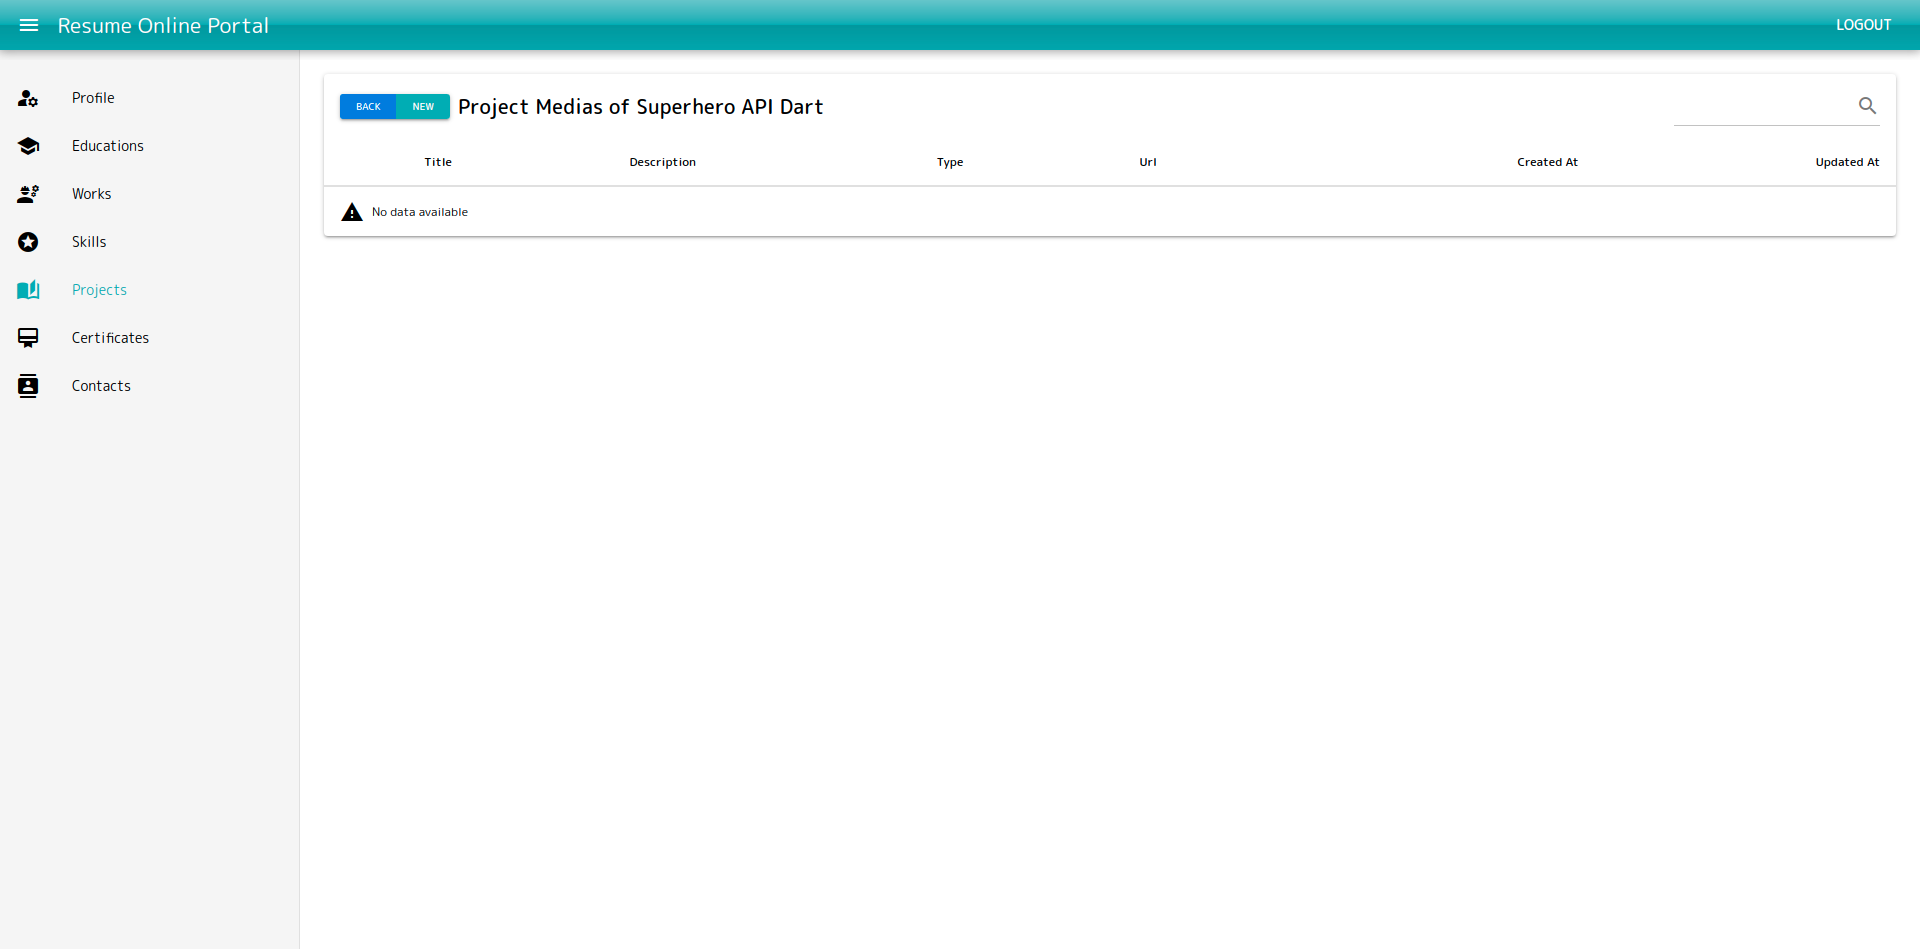 Resume Online Portal
LOGOUT
Profile
Educations
Works
Skills
Projects
Certificates
Contacts
BACK NEW Project Medias of Superhero API Dart
Title Description Type Url Created At Updated At
No data available